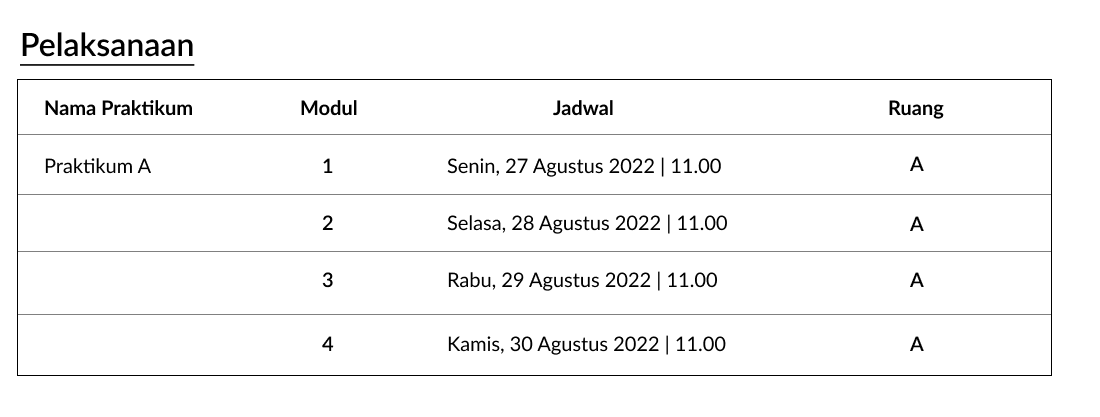 Pelaksanaan
Nama Praktikum Modul Jadwal Ruang
Praktikum A 1 Senin, 27 Agustus 2022 | 11.00 A
2 Selasa, 28 Agustus 2022 | 11.00 A
3 Rabu, 29 Agustus 2022 | 11.00 A
4 Kamis, 30 Agustus 2022 | 11.00 A